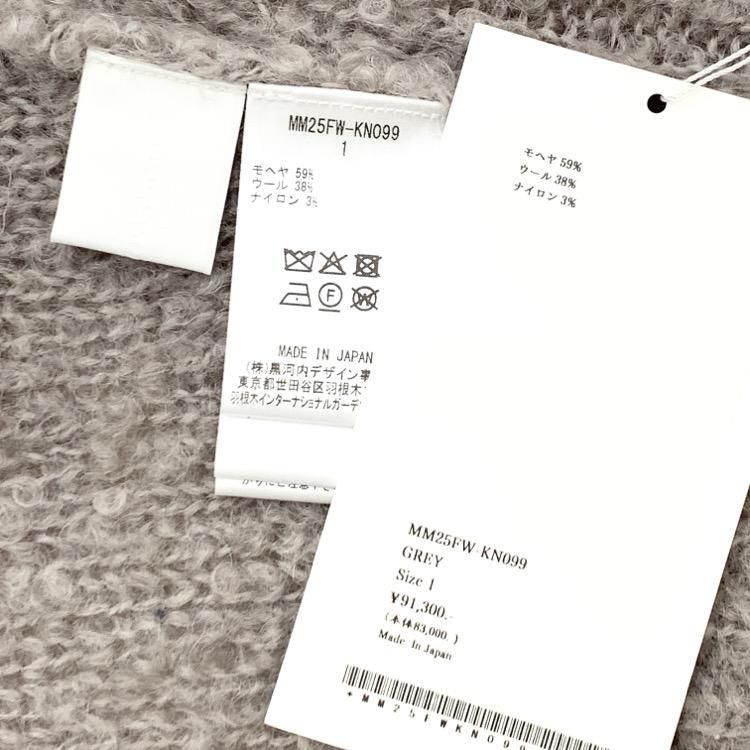 MM25FW-KN099
1
モヘヤ 59%
ウール 38%
ナイロン 3%
MADE IN JAPAN
(株)黒河内デザイン事
東京都世田谷区羽根木
羽根木インターナショナルガーデ
モヘヤ 59%
ウール 38%
ナイロン 3%
MM25FW-KN099
GREY
Size 1
¥91,300.-
(本体83,000 )
Made In Japan
*MM25FWKN099